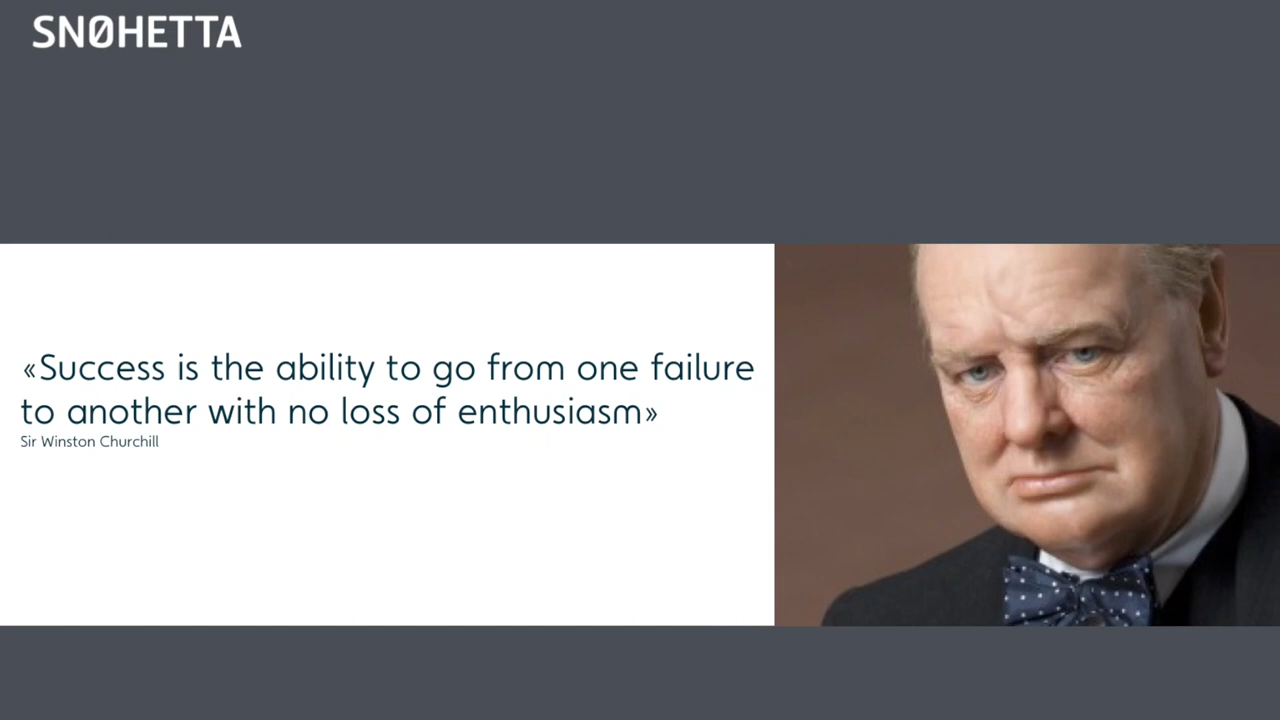 SNØHETTA
«Success is the ability to go from one failure
to another with no loss of enthusiasm»
Sir Winston Churchill